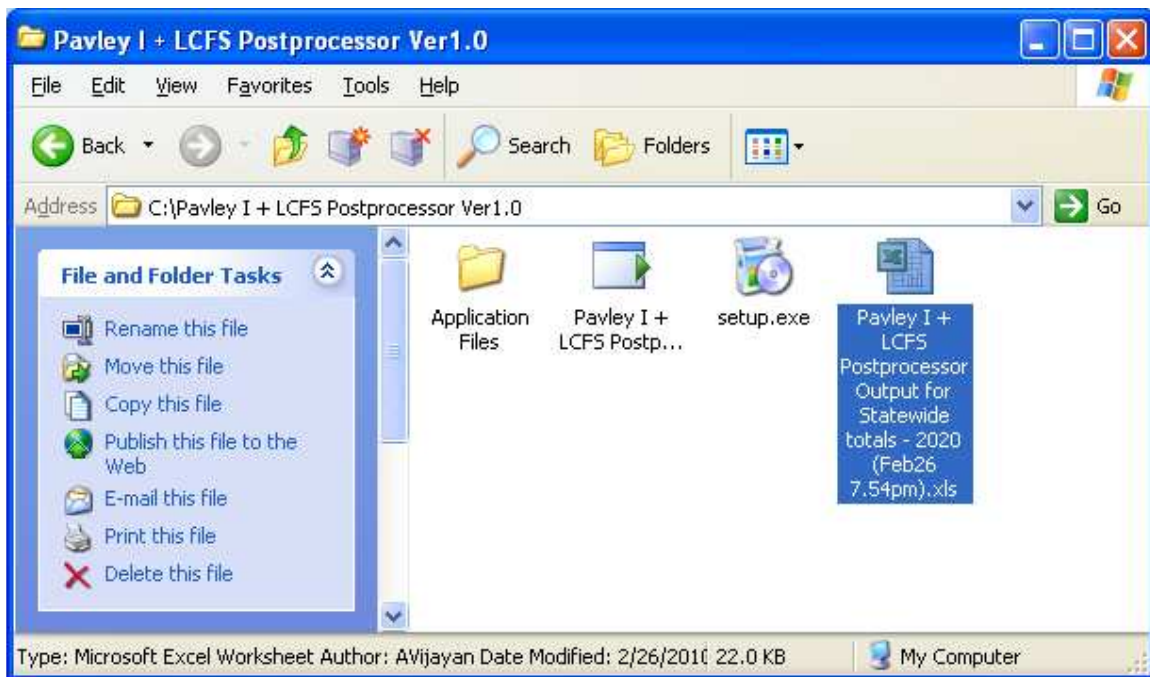 Pavley I + LCFS Postprocessor Ver1.0
File Edit View Favorites Tools Help
Back Search Folders
Address C:\Pavley I + LCFS Postprocessor Ver1.0 Go
File and Folder Tasks
Rename this file
Move this file
Copy this file
Publish this file to the
Web
E-mail this file
Print this file
Delete this file
Application
Files
Pavley I +
LCFS Postp...
setup.exe
Pavley I +
LCFS
Postprocessor
Output for
Statewide
totals - 2020
(Feb26
7.54pm).xls
Type: Microsoft Excel Worksheet Author: AVijayan Date Modified: 2/26/201 22.0 KB My Computer